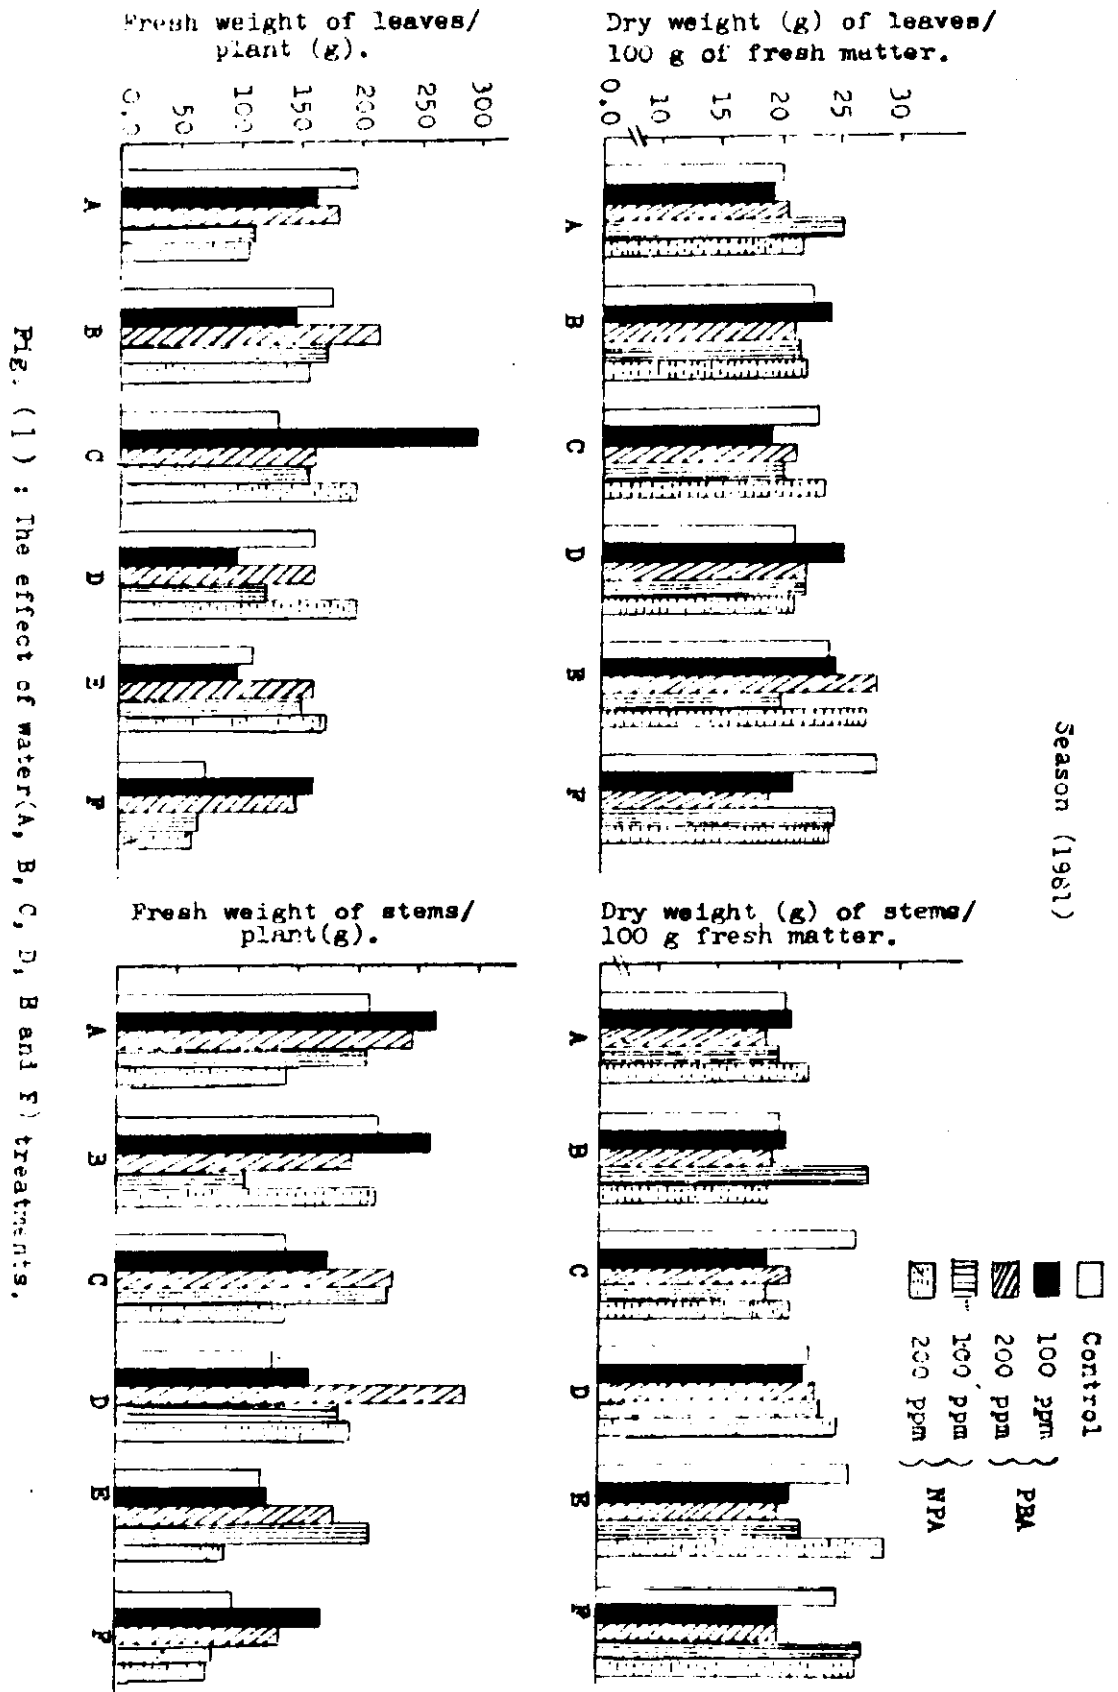 Season (1981)
Control
100 ppm
200 ppm
PBA
100 ppm
200 ppm
NPA
Dry weight (g) of leaves/
100 g of fresh matter.
0.0 10 15 20 25 30
A B C D E F
Dry weight (g) of stems/
100 g fresh matter.
A B C D E F
Fresh weight of leaves/
plant (g).
0.0 50 100 150 200 250 300
A B C D E F
Fresh weight of stems/
plant(g).
A B C D E F
Fig. (1) : The effect of water(A, B, C, D, E and F) treatments,